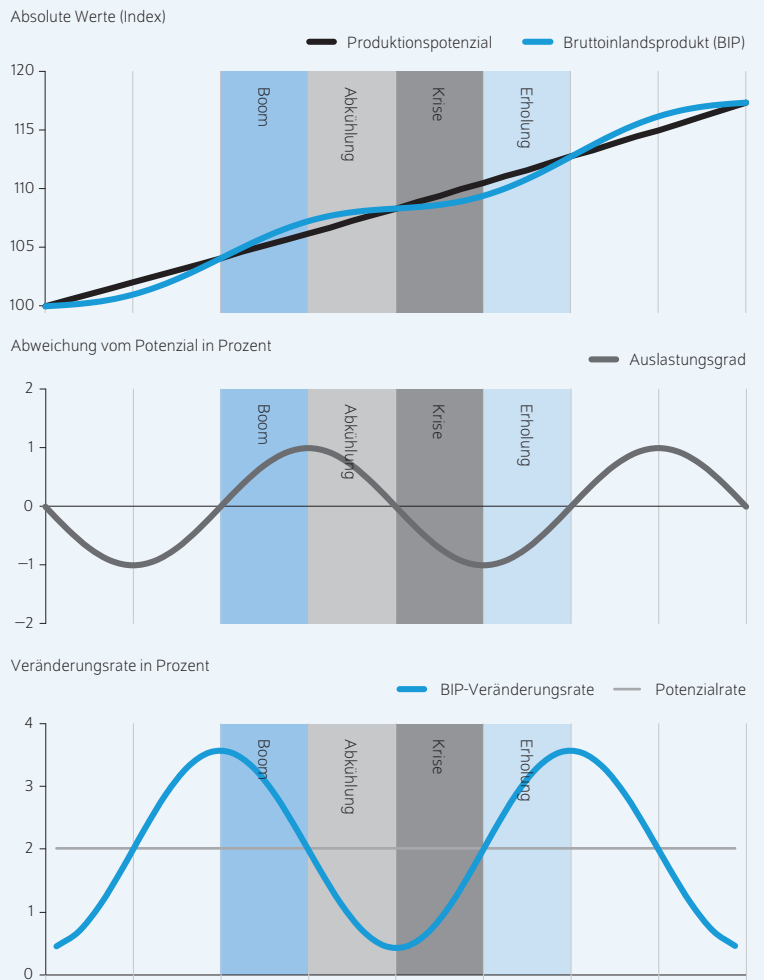 Absolute Werte (Index)
Produktionspotenzial Bruttoinlandsprodukt (BIP)
120
115
110
105
100
Boom
Abkühlung
Krise
Erholung
Abweichung vom Potenzial in Prozent
Auslastungsgrad
2
1
0
−1
−2
Boom
Abkühlung
Krise
Erholung
Veränderungsrate in Prozent
BIP-Veränderungsrate Potenzialrate
4
3
2
1
0
Boom
Abkühlung
Krise
Erholung